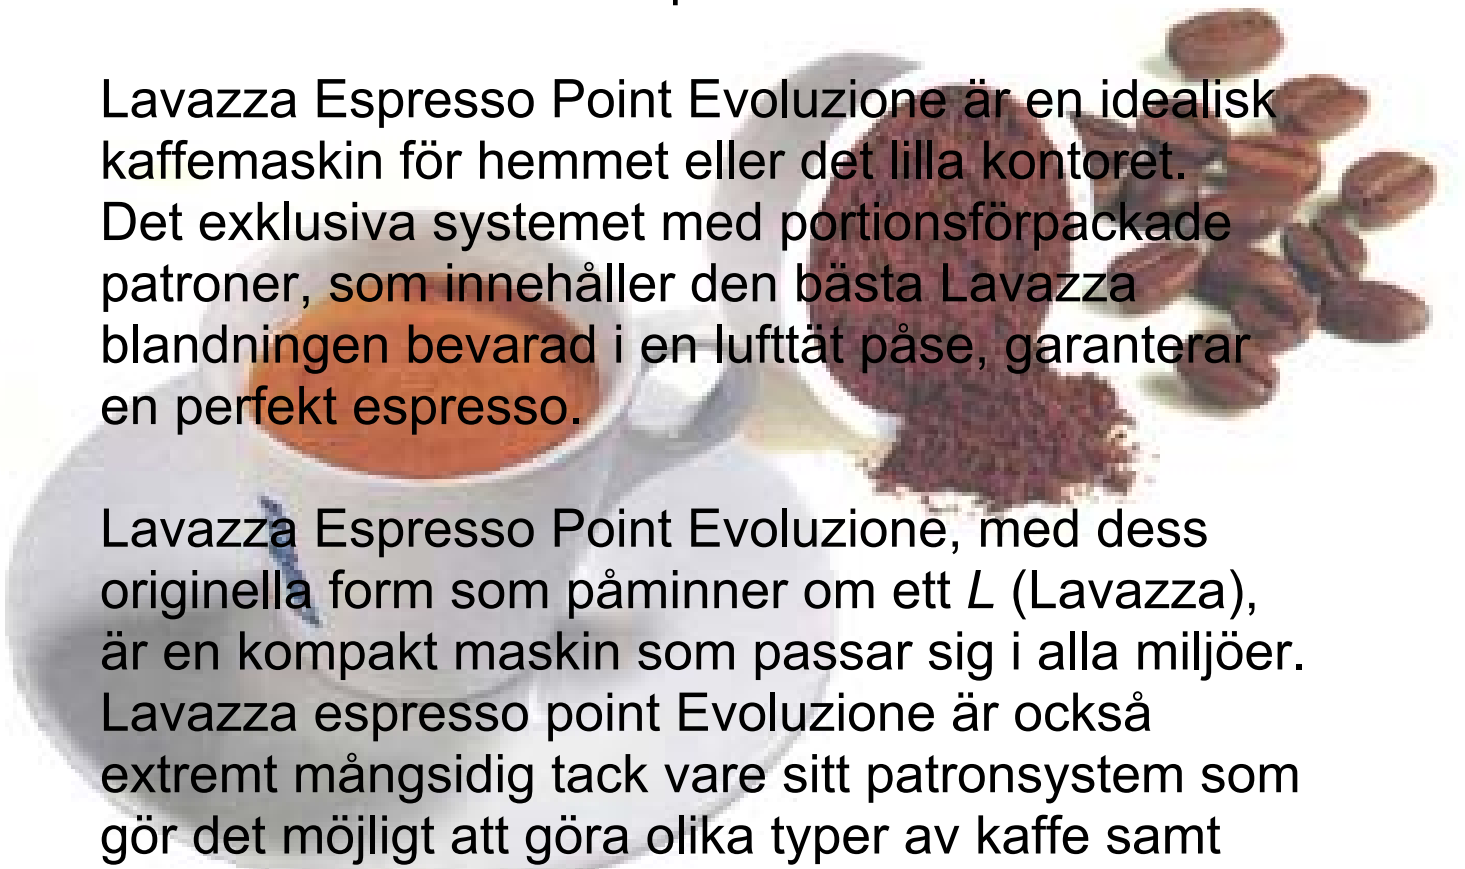 Lavazza Espresso Point Evoluzione är en idealisk
kaffemaskin för hemmet eller det lilla kontoret.
Det exklusiva systemet med portionsförpackade
patroner, som innehåller den bästa Lavazza
blandningen bevarad i en lufttät påse, garanterar
en perfekt espresso.
Lavazza Espresso Point Evoluzione, med dess
originella form som påminner om ett L (Lavazza),
är en kompakt maskin som passar sig i alla miljöer.
Lavazza espresso point Evoluzione är också
extremt mångsidig tack vare sitt patronsystem som
gör det möjligt att göra olika typer av kaffe samt